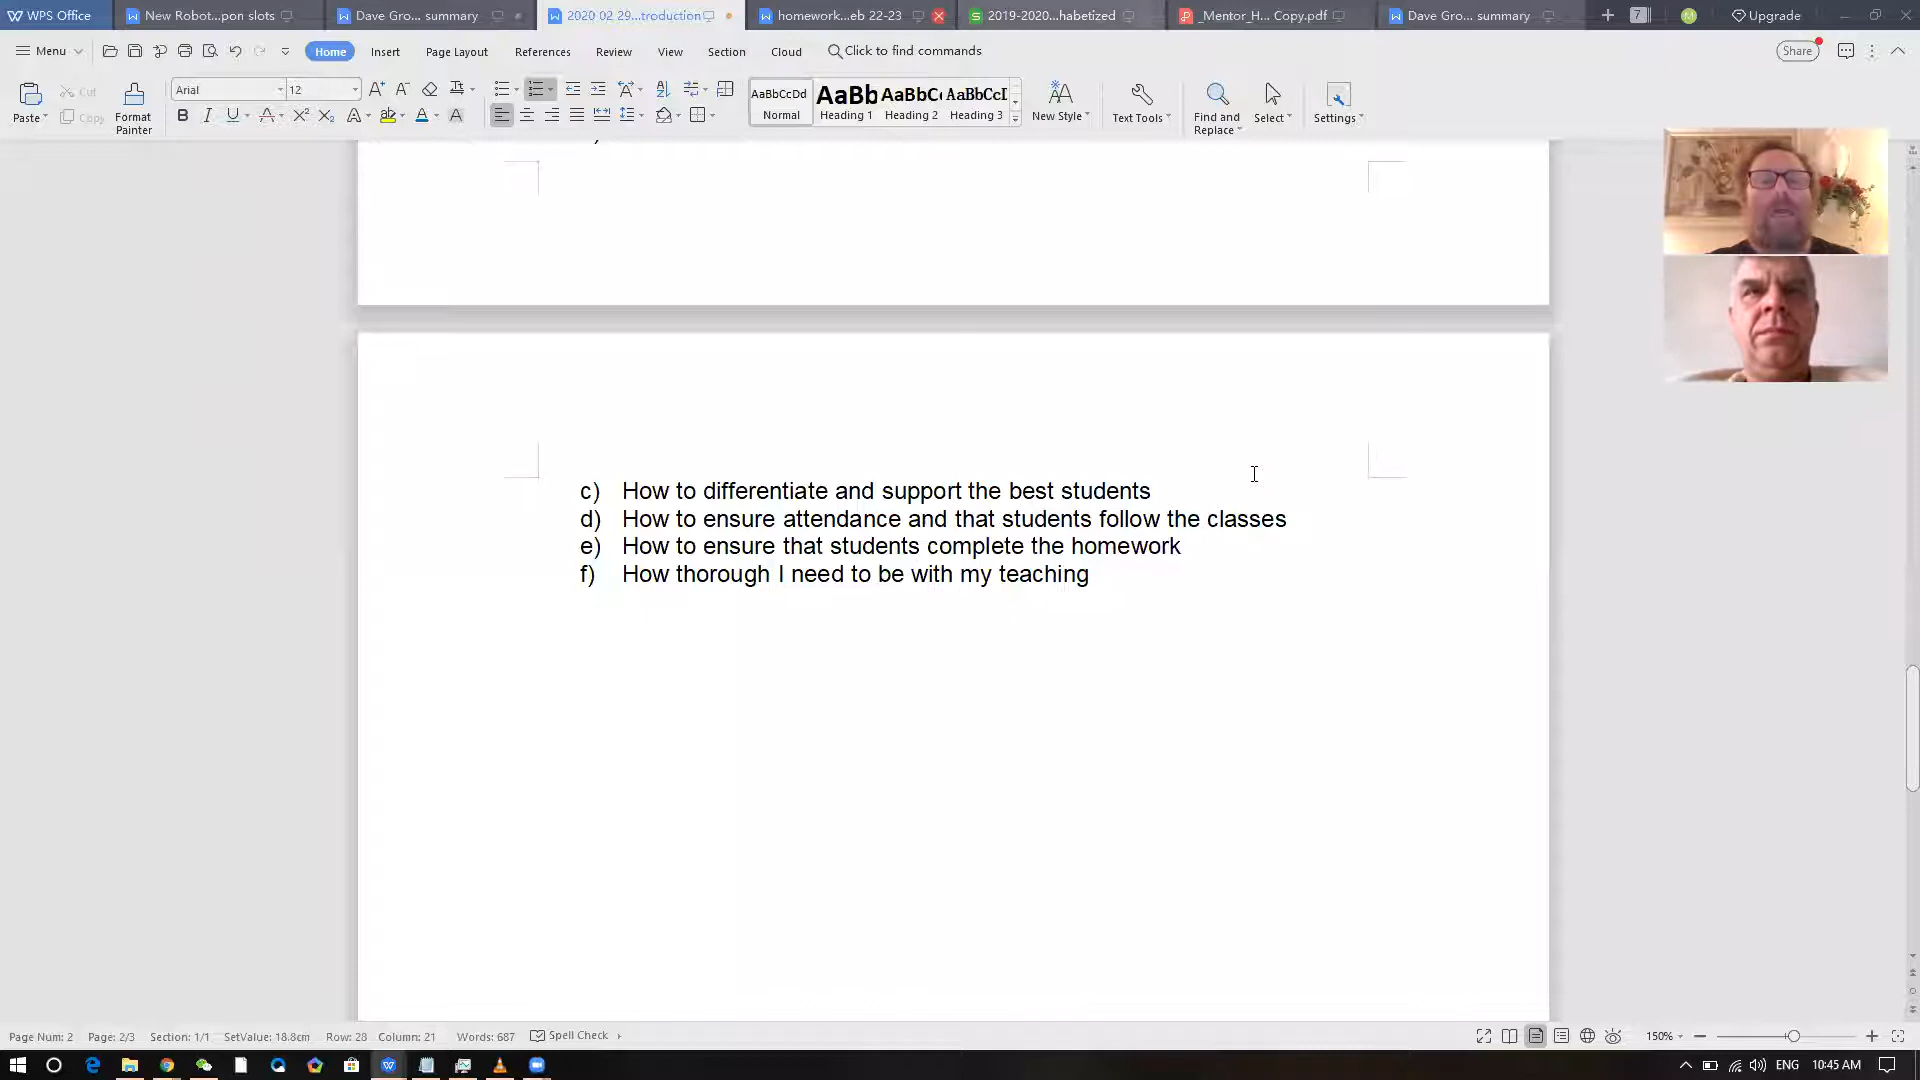 WPS Office
New Robot...pon slots
Dave Gro... summary
2020 02 29...troduction
homework...eb 22-23
2019-2020...habetized
_Mentor_H... Copy.pdf
Dave Gro... summary
7
M
Upgrade
Menu
Home
Insert
Page Layout
References
Review
View
Section
Cloud
Click to find commands
Share
Paste
Cut
Copy
Format
Painter
Arial
12
AaBbCcDd
Normal
AaBb
Heading 1
AaBbC
Heading 2
AaBbCcI
Heading 3
New Style
Text Tools
Find and
Replace
Select
Settings
c) How to differentiate and support the best students
d) How to ensure attendance and that students follow the classes
e) How to ensure that students complete the homework
f) How thorough I need to be with my teaching
Page Num: 2 Page: 2/3 Section: 1/1 SetValue: 18.8cm Row: 28 Column: 21 Words: 687 Spell Check
150%
ENG
10:45 AM